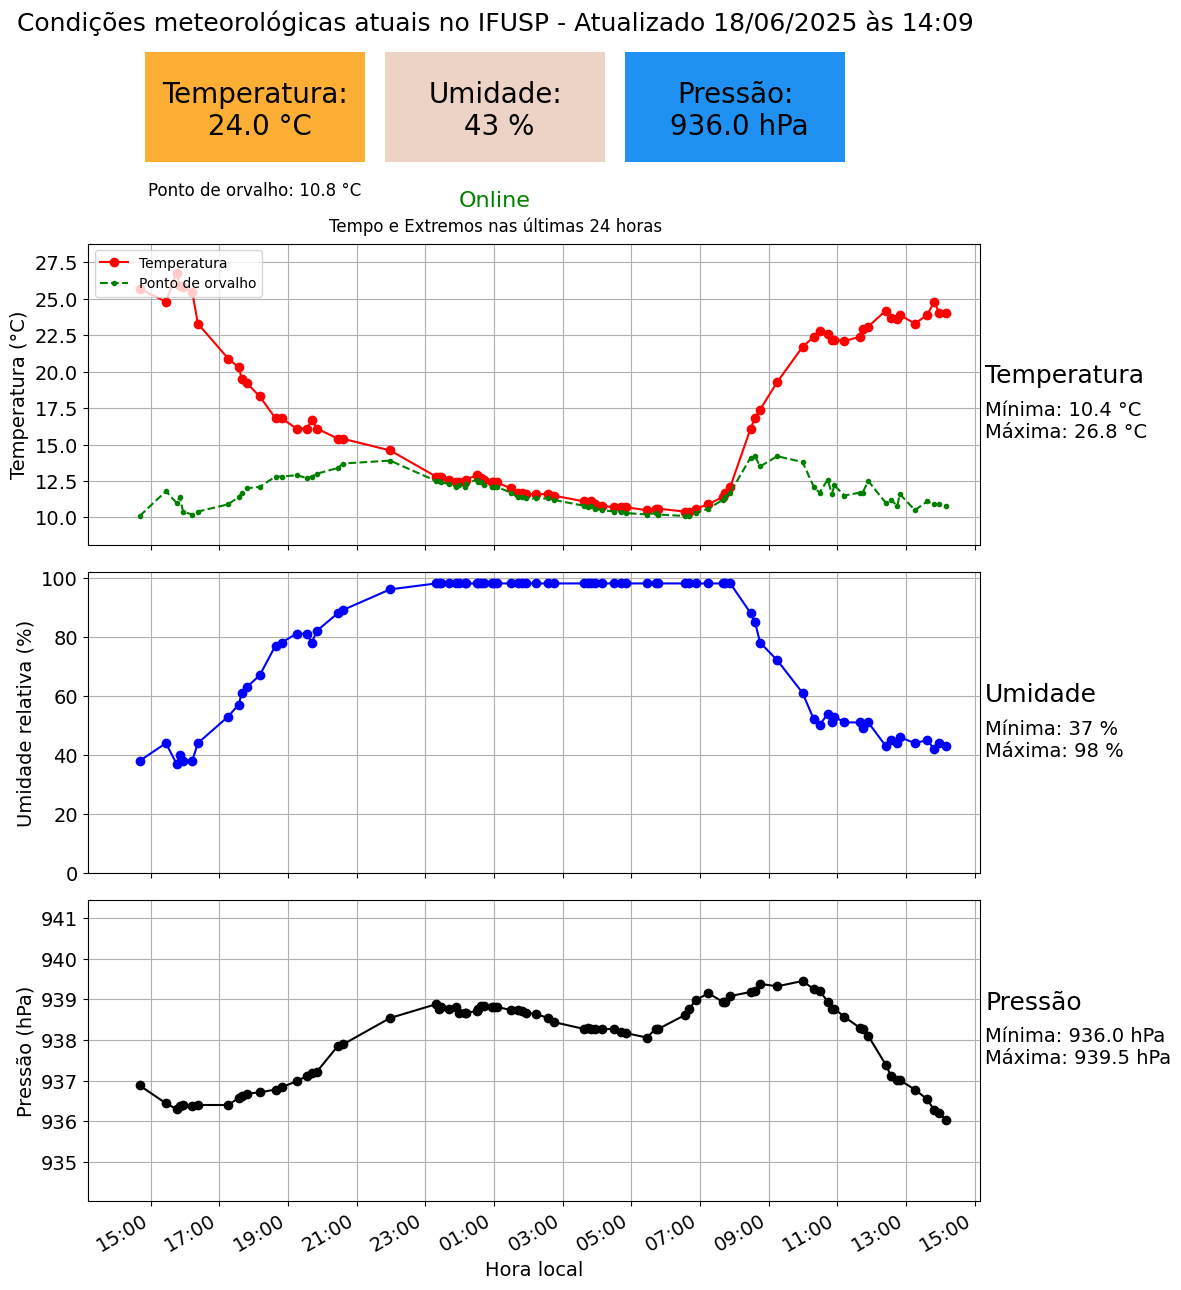 Condições meteorológicas atuais no IFUSP - Atualizado 18/06/2025 às 14:09
Temperatura:
24.0 °C
Umidade:
43 %
Pressão:
936.0 hPa
Ponto de orvalho: 10.8 °C
Online
Tempo e Extremos nas últimas 24 horas
Temperatura
Ponto de orvalho
Temperatura (°C)
27.5
25.0
22.5
20.0
17.5
15.0
12.5
10.0
Temperatura
Mínima: 10.4 °C
Máxima: 26.8 °C
Umidade relativa (%)
100
80
60
40
20
0
Umidade
Mínima: 37 %
Máxima: 98 %
Pressão (hPa)
941
940
939
938
937
936
935
Pressão
Mínima: 936.0 hPa
Máxima: 939.5 hPa
15:00 17:00 19:00 21:00 23:00 01:00 03:00 05:00 07:00 09:00 11:00 13:00 15:00
Hora local